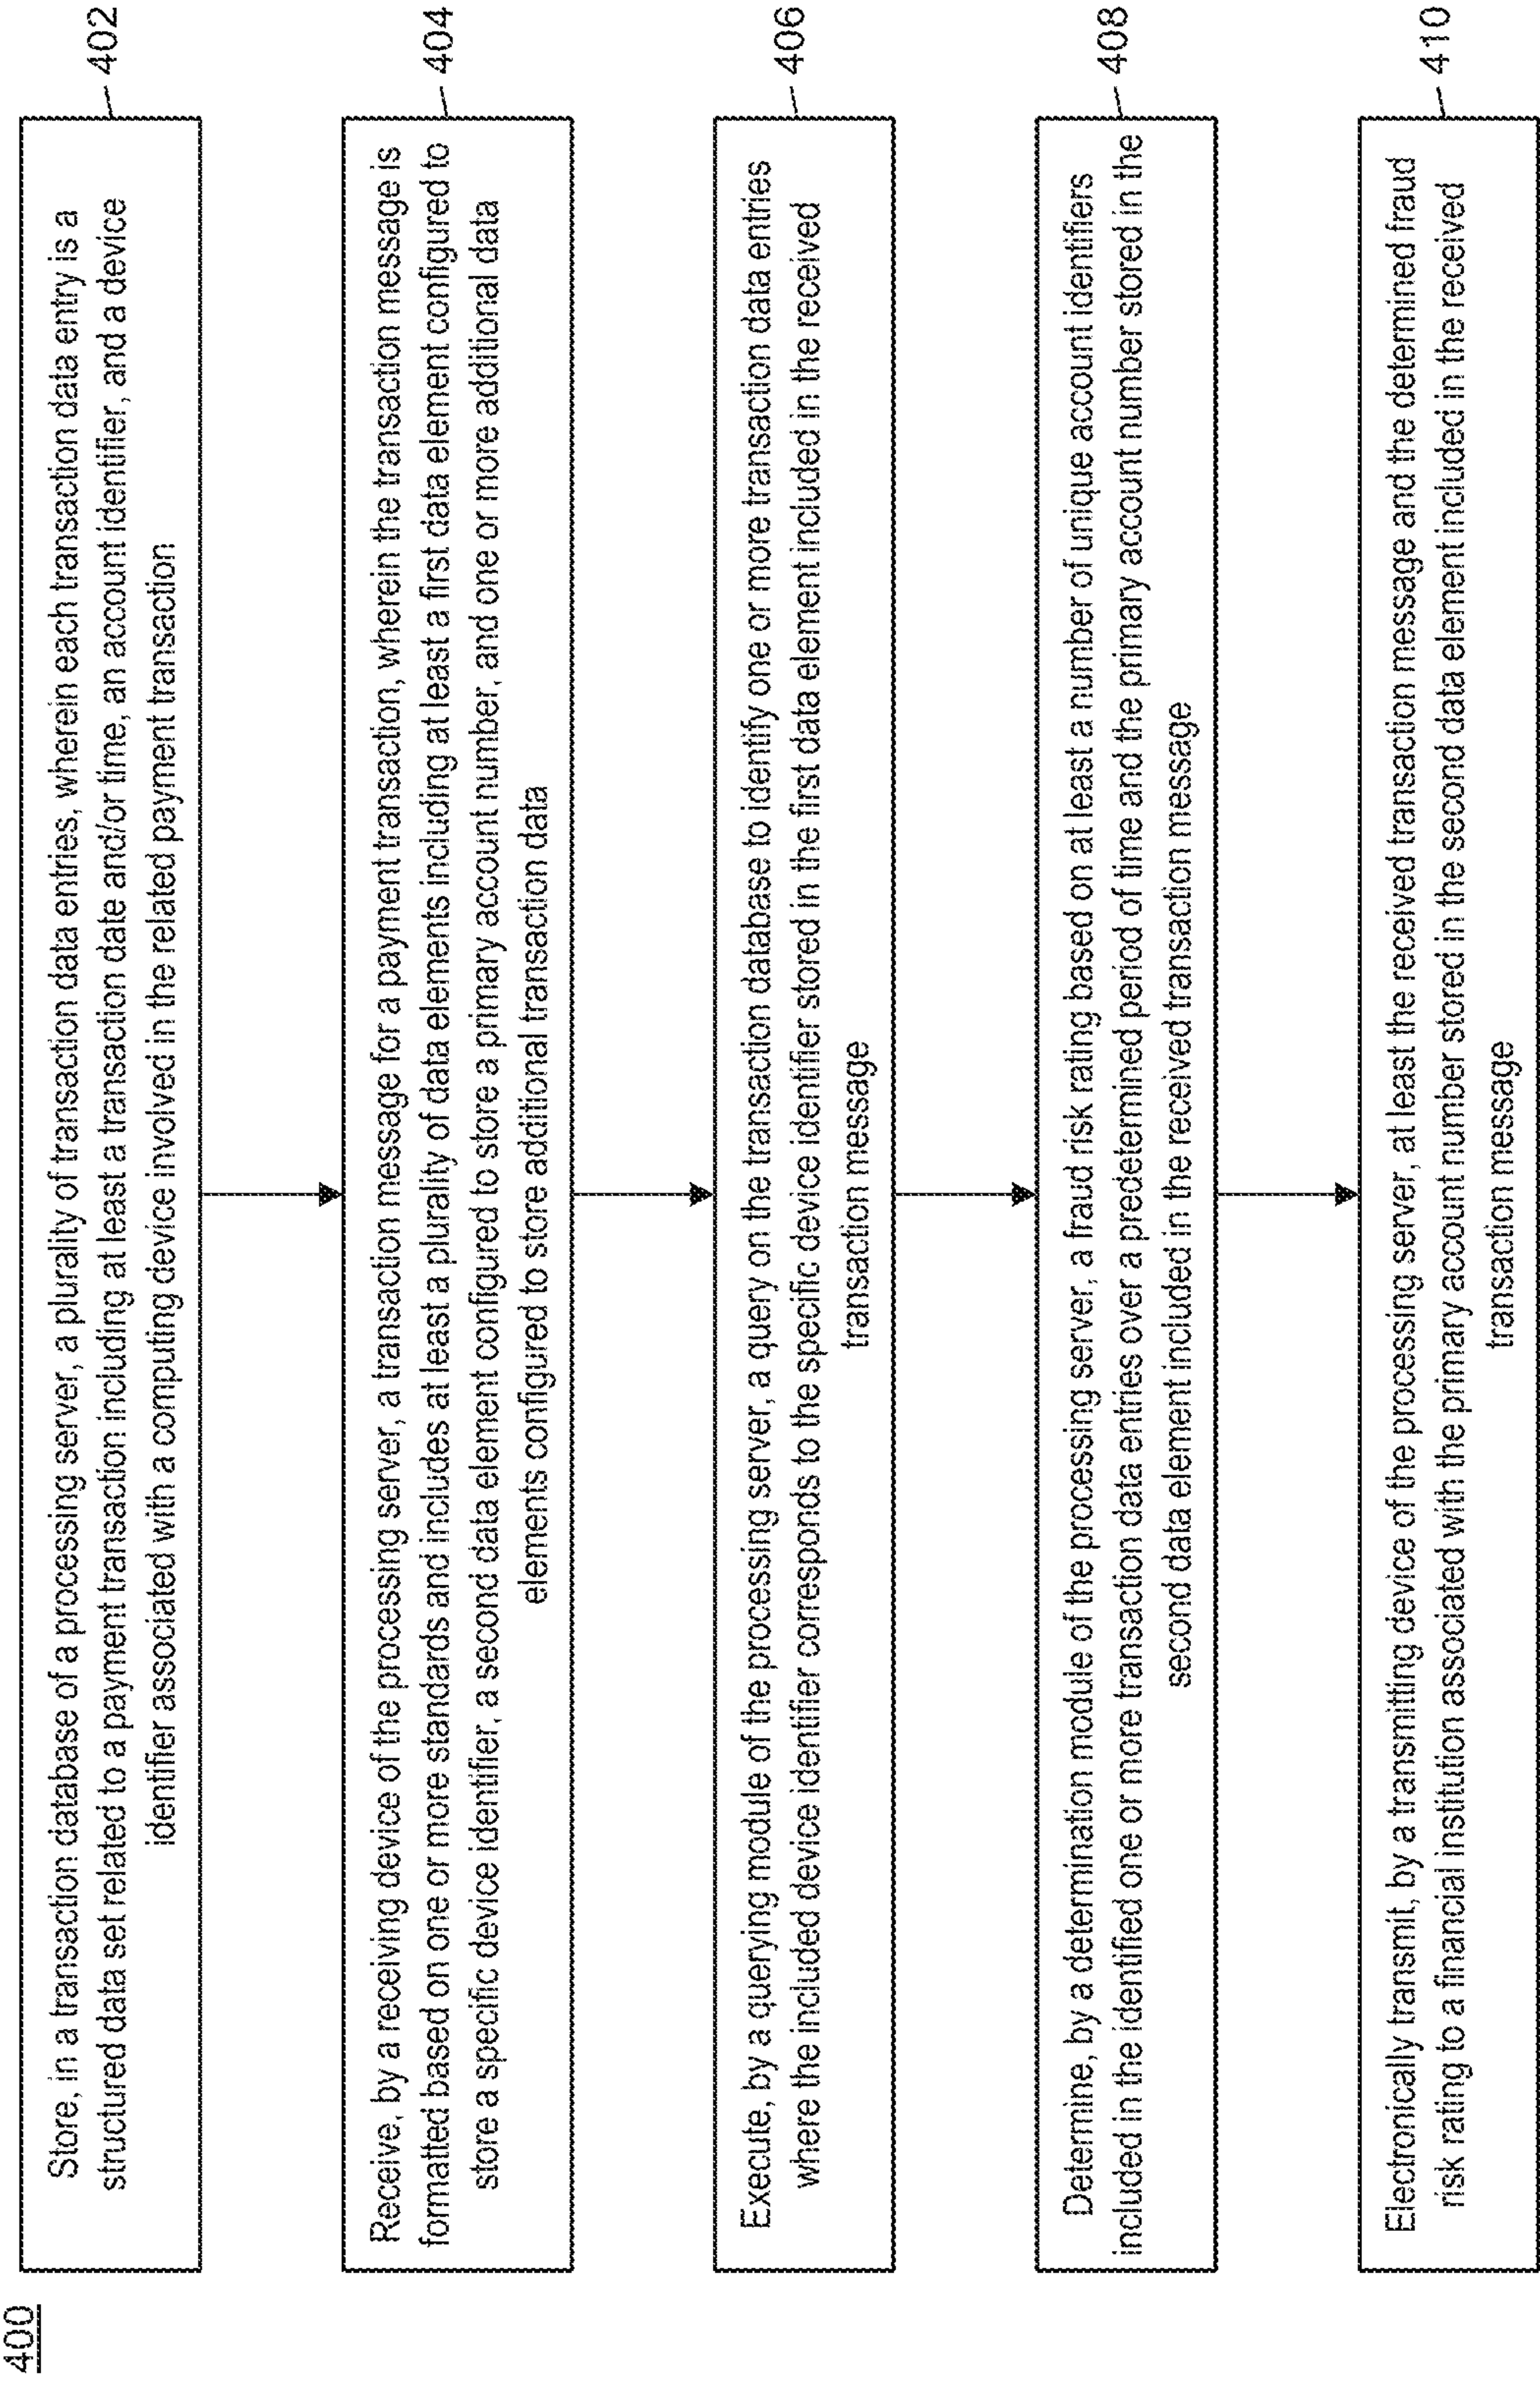 400
Store, in a transaction database of a processing server, a plurality of transaction data entries, wherein each transaction data entry is a
structured data set related to a payment transaction including at least a transaction date and/or time, an account identifier, and a device
identifier associated with a computing device involved in the related payment transaction
402
Receive, by a receiving device of the processing server, a transaction message for a payment transaction, wherein the transaction message is
formatted based on one or more standards and includes at least a plurality of data elements including at least a first data element configured to
store a specific device identifier, a second data element configured to store a primary account number, and one or more additional data
elements configured to store additional transaction data
404
Execute, by a querying module of the processing server, a query on the transaction database to identify one or more transaction data entries
where the included device identifier corresponds to the specific device identifier stored in the first data element included in the received
transaction message
406
Determine, by a determination module of the processing server, a fraud risk rating based on at least a number of unique account identifiers
included in the identified one or more transaction data entries over a predetermined period of time and the primary account number stored in the
second data element included in the received transaction message
408
Electronically transmit, by a transmitting device of the processing server, at least the received transaction message and the determined fraud
risk rating to a financial institution associated with the primary account number stored in the second data element included in the received
transaction message
410